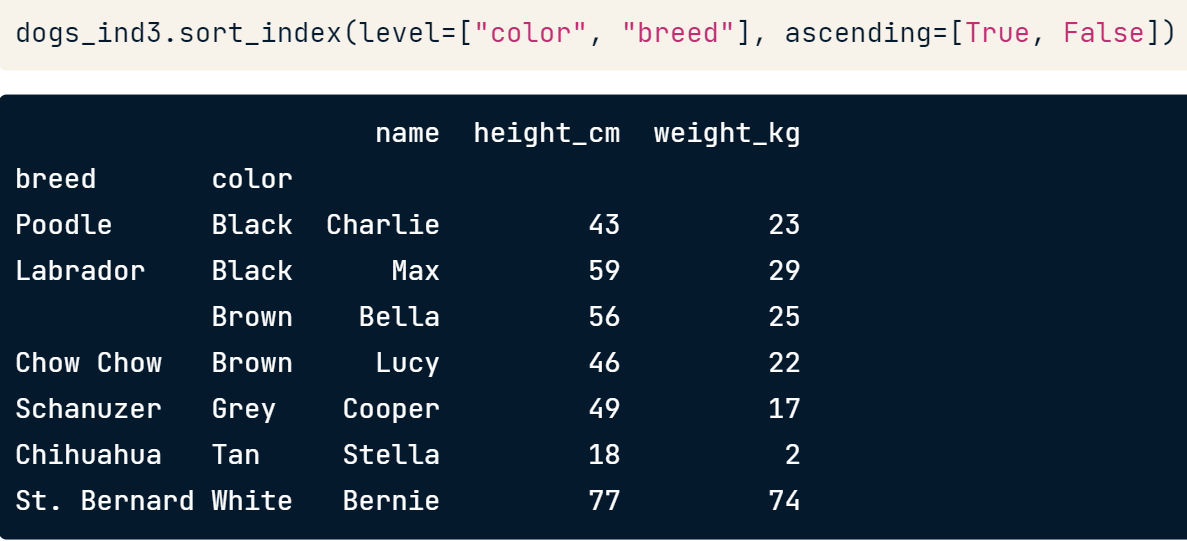 dogs_ind3.sort_index(level=["color", "breed"], ascending=[True, False])
name height_cm weight_kg
breed color
Poodle Black Charlie 43 23
Labrador Black Max 59 29
Brown Bella 56 25
Chow Chow Brown Lucy 46 22
Schanuzer Grey Cooper 49 17
Chihuahua Tan Stella 18 2
St. Bernard White Bernie 77 74